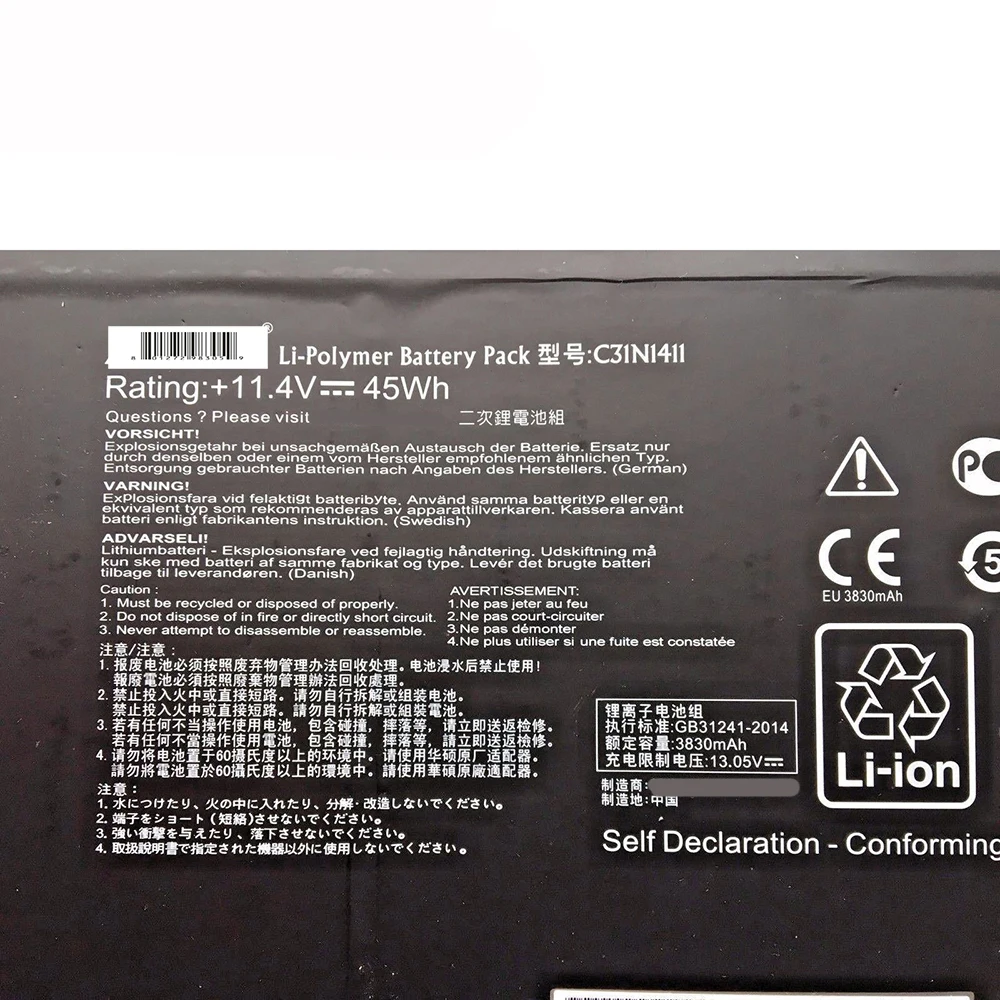 8 012729 830509
®
Li-Polymer Battery Pack 型号:C31N1411
Rating:+11.4V 45Wh
Questions ? Please visit 二次鋰電池組
VORSICHT!
Explosionsgetahr bei unsachgemäßen Austausch der Batterie. Ersatz nur
durch denselben oder einem vom Hersteller empfohlenem ähnlichen Typ.
Entsorgung gebrauchter Batterien nach Angaben des Herstellers. (German)
VARNING!
ExPlosionsfara vid felaktigt batteribyte. Använd samma batterityp eller en
ekvivalent typ som rekommenderas av apparattillverkaren. Kassera använt
batteri enligt fabrikantens instruktion. (Swedish)
ADVARSELI!
Lithiumbatteri - Eksplosionsfare ved fejlagtig håndtering. Udskiftning må
kun ske med batteri af samme fabrikat og type. Levér det brugte batteri
tilbage til leverandøren. (Danish)
Caution :
1. Must be recycled or disposed of properly.
2. Do not dispose of in fire or directly short circuit.
3. Never attempt to disassemble or reassemble.
AVERTISSEMENT:
1.Ne pas jeter au feu
2.Ne pas court-circuiter
3.Ne pas démonter
4.Ne plus utiliser si une fuite est constatée
注意/注意 :
1. 报废电池必须按照废弃物管理办法回收处理。电池浸水后禁止使用!
報廢電池必須按照廢棄物管理辦法回收處理。
2. 禁止投入火中或直接短路。请勿自行拆解或组装电池。
禁止投入火中或直接短路。請勿自行拆解或組裝電池。
3. 若有任何不当操作使用电池, 包含碰撞, 摔落等, 请立即送返检修。
若有任何不當操作使用電池, 包含碰撞, 摔落等, 請立即送返檢修。
4. 请勿将电池置于60摄氏度以上的环境中。请使用华硕原厂适配器。
請勿將電池置於60攝氏度以上的環境中。請使用華碩原廠適配器。
注意 :
1. 水につけたり、火の中に入れたり、分解・改造しないでください。
2. 端子をショート (短絡) させないでください。
3. 強い衝撃を与えたり、落下させないでください。
4. 取扱說明書で指定された機器以外に使用しないでください。
EU 3830mAh
5
锂离子电池组
执行标准:GB31241-2014
额定容量:3830mAh
充电限制电压:13.05V
制造商:
制造地:中国
Li-ion
Self Declaration - Conforming